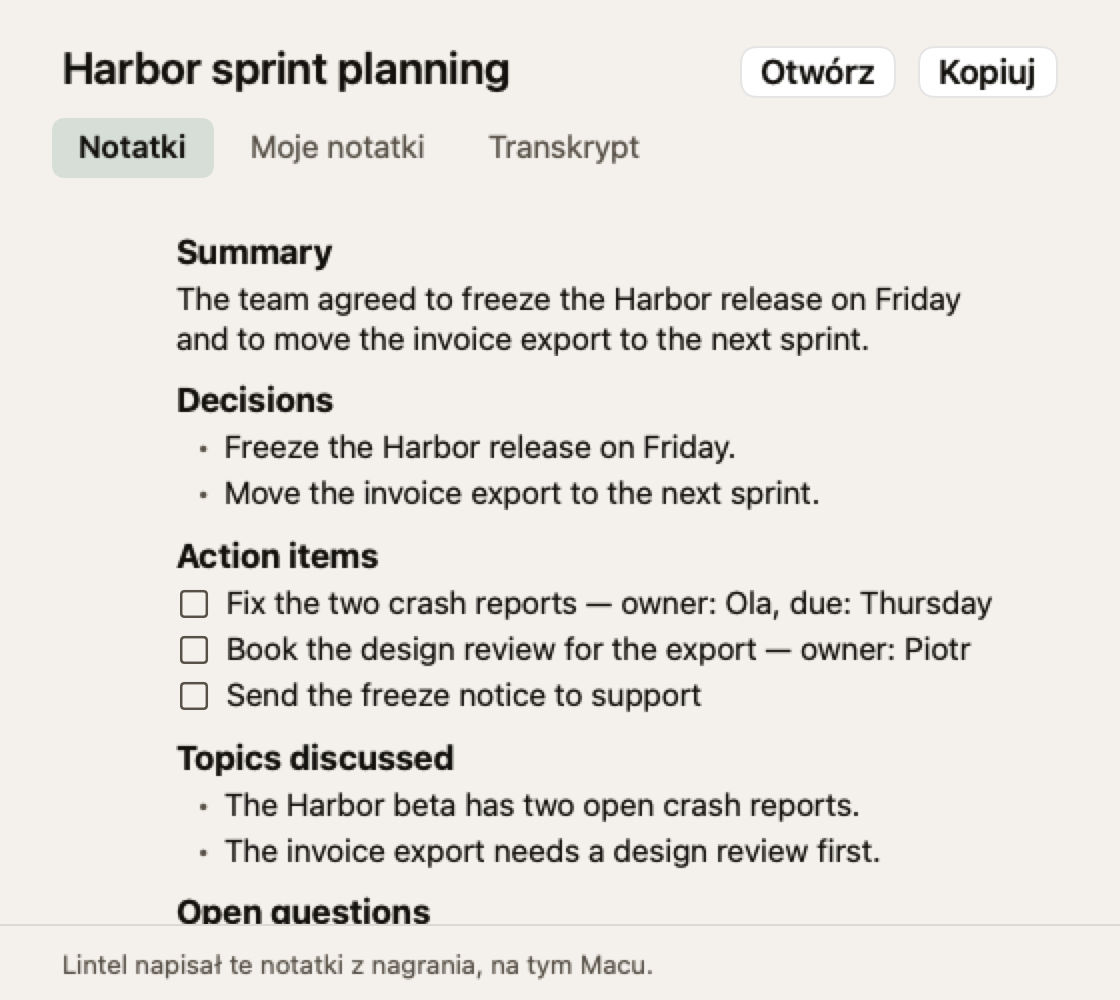 Harbor sprint planning
Otwórz
Kopiuj
Notatki
Moje notatki
Transkrypt
Summary
The team agreed to freeze the Harbor release on Friday
and to move the invoice export to the next sprint.
Decisions
• Freeze the Harbor release on Friday.
• Move the invoice export to the next sprint.
Action items
Fix the two crash reports — owner: Ola, due: Thursday
Book the design review for the export — owner: Piotr
Send the freeze notice to support
Topics discussed
• The Harbor beta has two open crash reports.
• The invoice export needs a design review first.
Open questions
Lintel napisał te notatki z nagrania, na tym Macu.